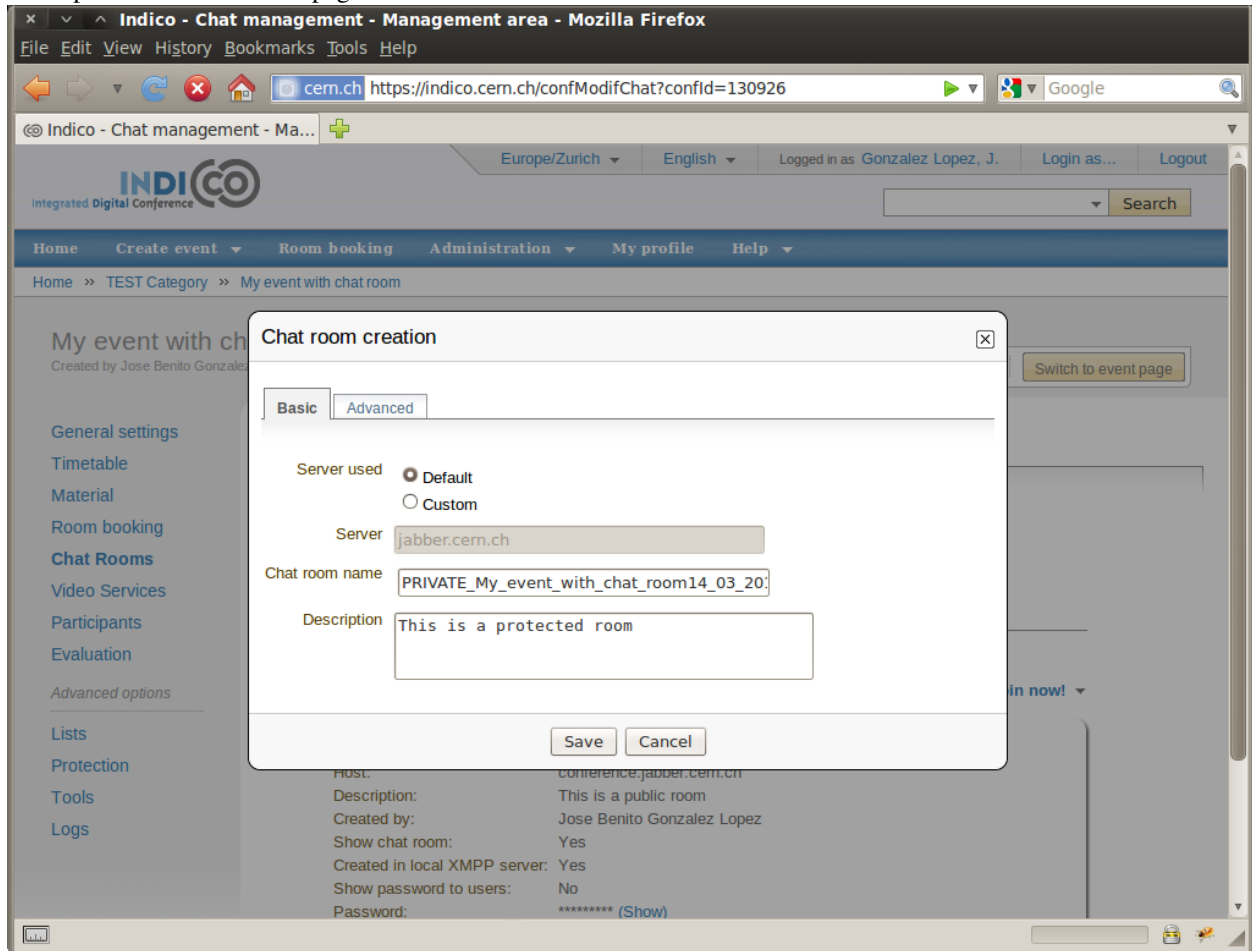 Indico - Chat management - Management area - Mozilla Firefox
File Edit View History Bookmarks Tools Help
cern.ch https://indico.cern.ch/confModifChat?confId=130926 Google
Indico - Chat management - Ma...
Europe/Zurich English Logged in as Gonzalez Lopez, J. Login as... Logout
INDICO
Integrated Digital Conference
Search
Home Create event Room booking Administration My profile Help
Home » TEST Category » My event with chat room
My event with ch
Created by Jose Benito Gonzalez
Switch to event page
Chat room creation
Basic Advanced
General settings
Timetable
Material
Room booking
Chat Rooms
Video Services
Participants
Evaluation
Advanced options
Lists
Protection
Tools
Logs
Server used Default
Custom
Server jabber.cern.ch
Chat room name PRIVATE_My_event_with_chat_room14_03_201
Description This is a protected room
in now!
Save Cancel
Host: conference.jabber.cern.ch
Description: This is a public room
Created by: Jose Benito Gonzalez Lopez
Show chat room: Yes
Created in local XMPP server: Yes
Show password to users: No
Password: ********* (Show)